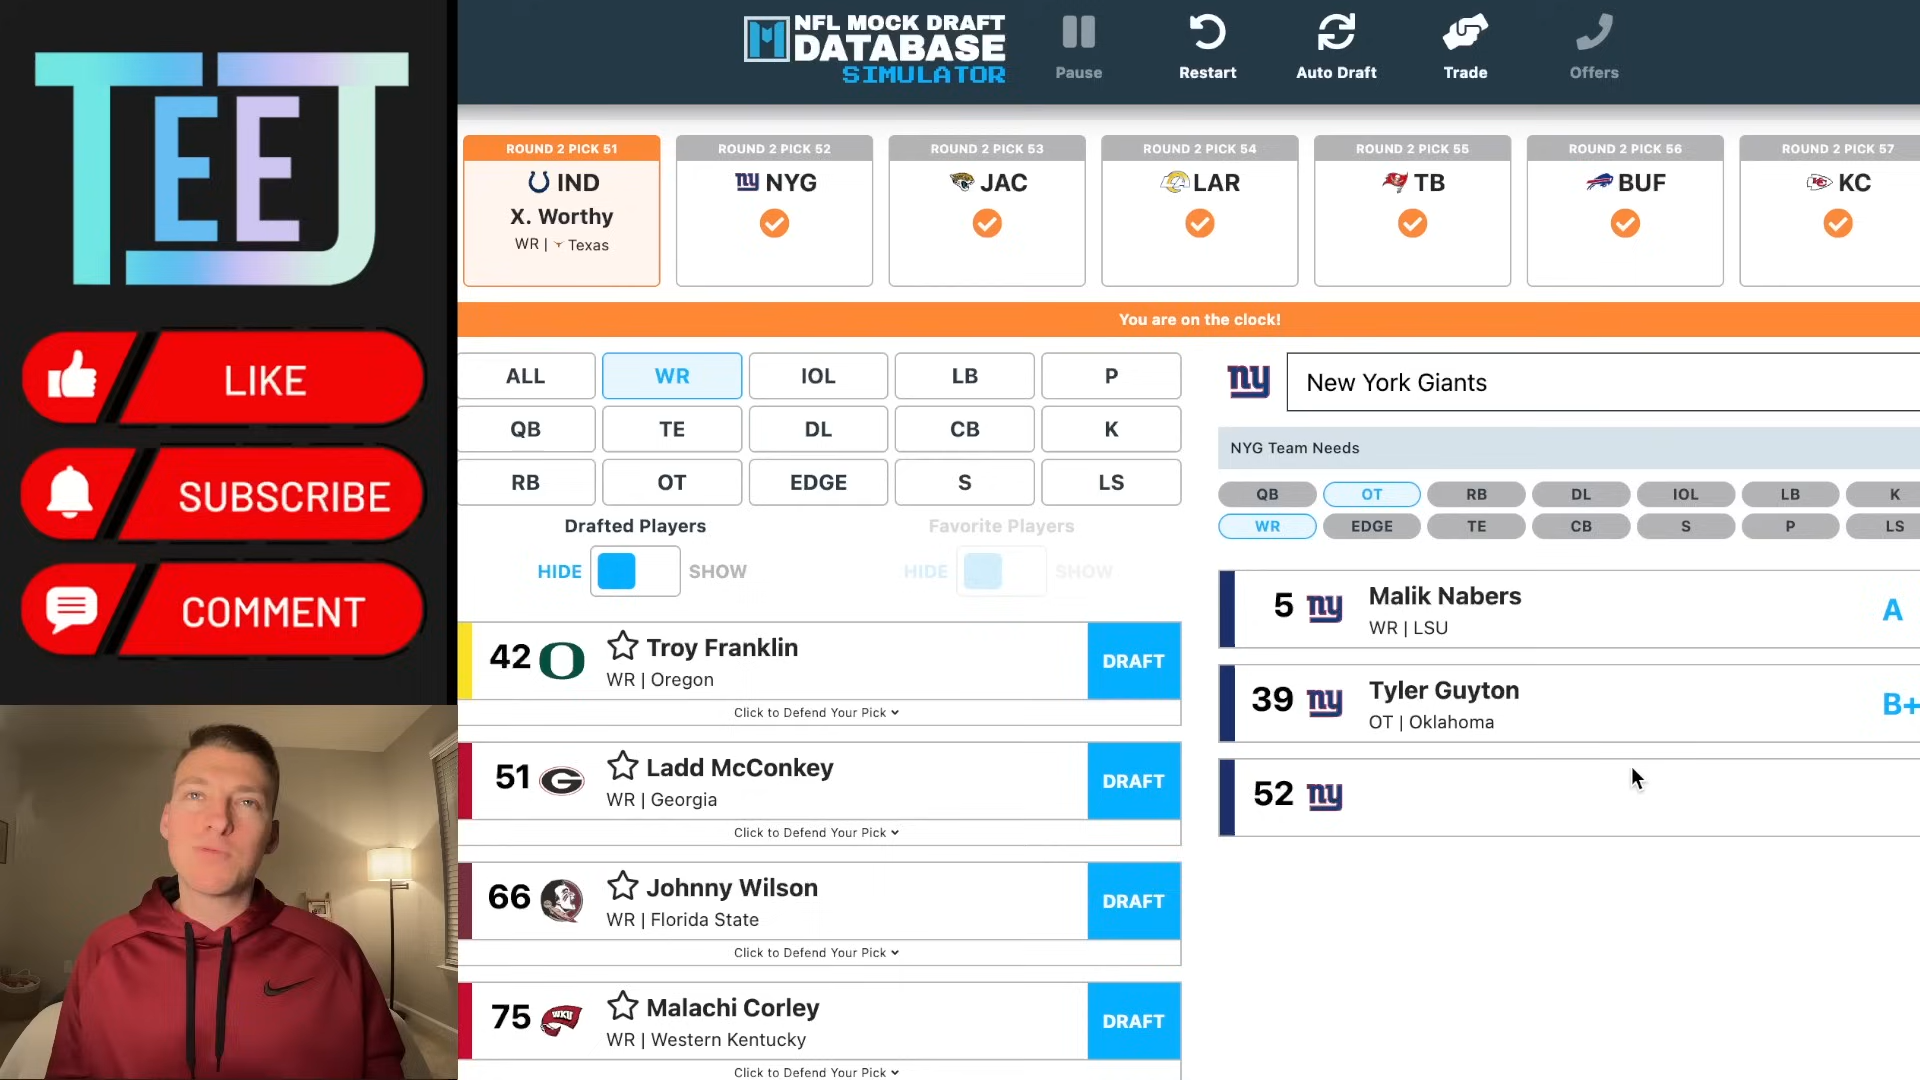 TEEJ
LIKE
SUBSCRIBE
COMMENT
NFL MOCK DRAFT
DATABASE
SIMULATOR
Pause
Restart
Auto Draft
Trade
Offers
ROUND 2 PICK 51
IND
X. Worthy
WR | Texas
ROUND 2 PICK 52
ny NYG
ROUND 2 PICK 53
JAC
ROUND 2 PICK 54
LAR
ROUND 2 PICK 55
TB
ROUND 2 PICK 56
BUF
ROUND 2 PICK 57
KC
You are on the clock!
ALL WR IOL LB P
QB TE DL CB K
RB OT EDGE S LS
Drafted Players
HIDE SHOW
Favorite Players
HIDE SHOW
42 O Troy Franklin
WR | Oregon
DRAFT
Click to Defend Your Pick
51 G Ladd McConkey
WR | Georgia
DRAFT
Click to Defend Your Pick
66 Johnny Wilson
WR | Florida State
DRAFT
Click to Defend Your Pick
75 WKU Malachi Corley
WR | Western Kentucky
DRAFT
Click to Defend Your Pick
ny New York Giants
NYG Team Needs
QB OT RB DL IOL LB K
WR EDGE TE CB S P LS
5 ny Malik Nabers A
WR | LSU
39 ny Tyler Guyton B+
OT | Oklahoma
52 ny